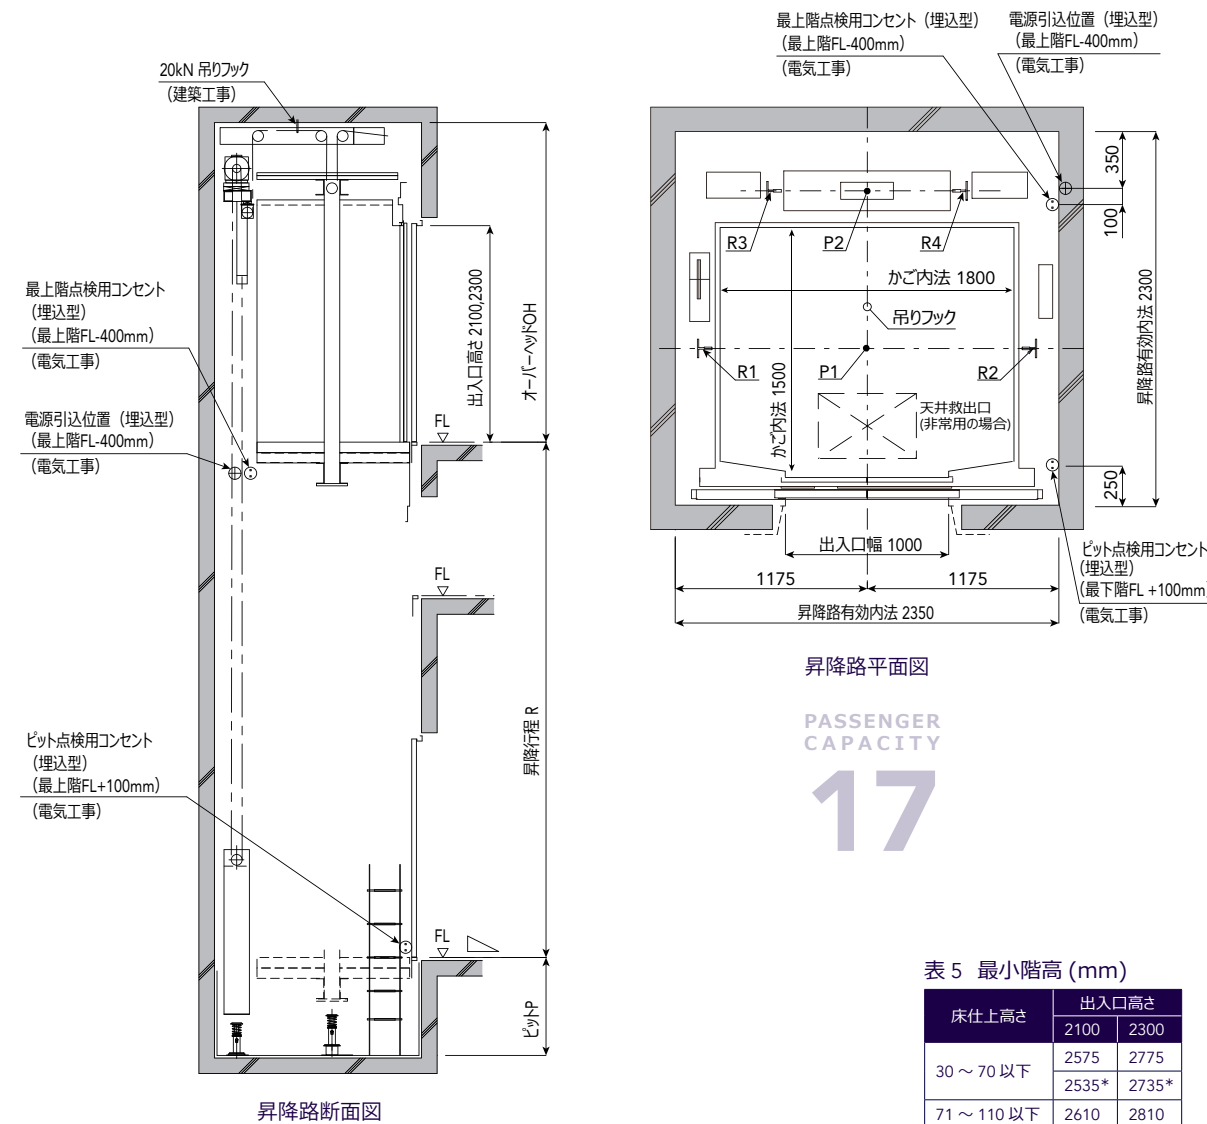 20kN 吊りフック
(建築工事)
最上階点検用コンセント
(埋込型)
(最上階FL-400mm)
(電気工事)
電源引込位置（埋込型）
(最上階FL-400mm)
(電気工事)
ピット点検用コンセント
(埋込型)
(最上階FL+100mm)
(電気工事)
出入口高さ 2100,2300
オーバーヘッドOH
FL
FL
昇降行程 R
FL
ピットP
昇降路断面図
最上階点検用コンセント（埋込型）
(最上階FL-400mm)
(電気工事)
電源引込位置（埋込型）
(最上階FL-400mm)
(電気工事)
350
100
R3
P2
R4
かご内法 1800
吊りフック
昇降路有効内法 2300
R1
P1
R2
かご内法 1500
天井救出口
(非常用の場合)
250
出入口幅 1000
1175
1175
昇降路有効内法 2350
ピット点検用コンセント
(埋込型)
(最下階FL +100mm)
(電気工事)
昇降路平面図
PASSENGER
CAPACITY
17
表 5 最小階高 (mm)
床仕上高さ 出入口高さ
2100 2300
30 ～ 70 以下 2575 2775
2535* 2735*
71 ～ 110 以下 2610 2810